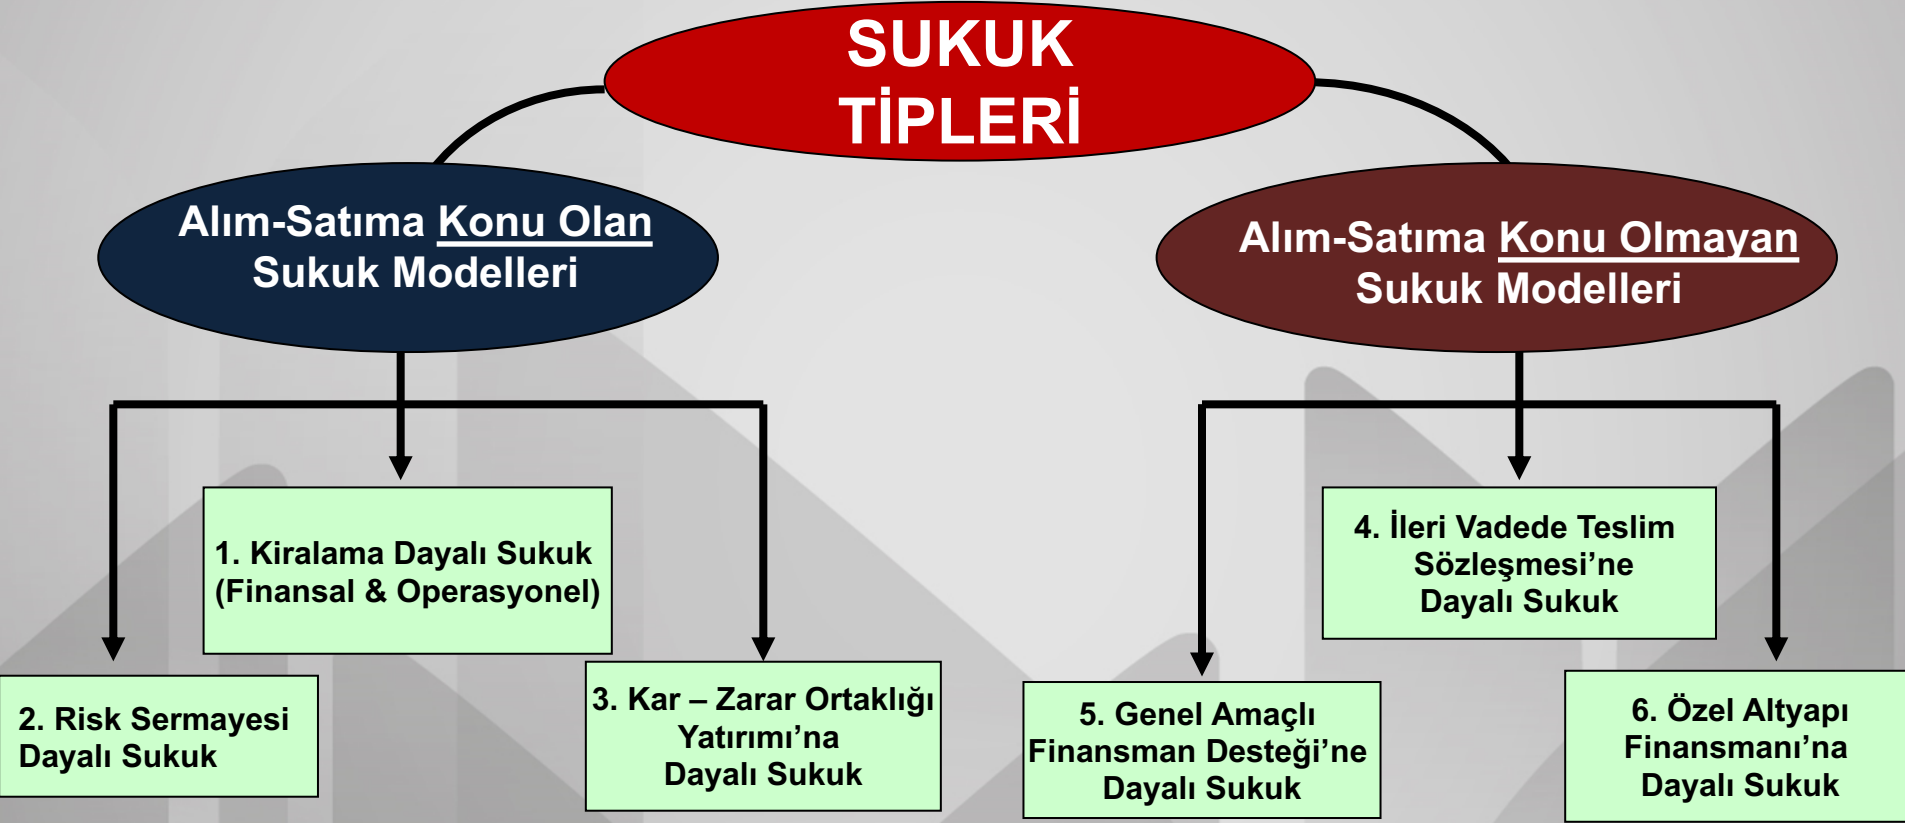 SUKUK
TİPLERİ
Alım-Satıma Konu Olan
Sukuk Modelleri
Alım-Satıma Konu Olmayan
Sukuk Modelleri
1. Kiralama Dayalı Sukuk
(Finansal & Operasyonel)
2. Risk Sermayesi
Dayalı Sukuk
3. Kar – Zarar Ortaklığı
Yatırımı’na
Dayalı Sukuk
4. İleri Vadede Teslim
Sözleşmesi’ne
Dayalı Sukuk
5. Genel Amaçlı
Finansman Desteği’ne
Dayalı Sukuk
6. Özel Altyapı
Finansmanı’na
Dayalı Sukuk